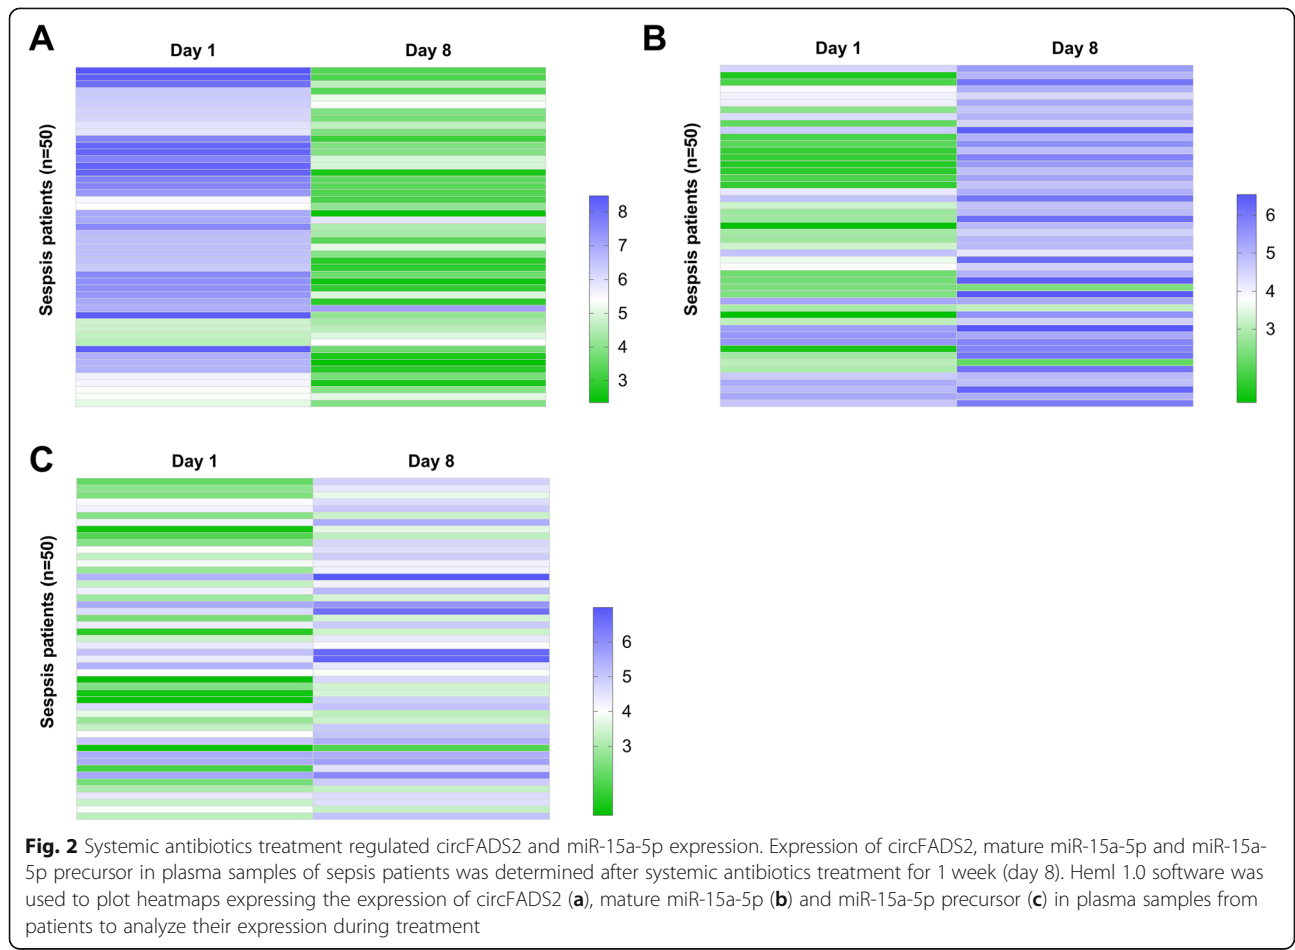 A
Day 1 Day 8
Sespsis patients (n=50)
8
7
6
5
4
3
B
Day 1 Day 8
Sespsis patients (n=50)
6
5
4
3
C
Day 1 Day 8
Sespsis patients (n=50)
6
5
4
3
Fig. 2 Systemic antibiotics treatment regulated circFADS2 and miR-15a-5p expression. Expression of circFADS2, mature miR-15a-5p and miR-15a-
5p precursor in plasma samples of sepsis patients was determined after systemic antibiotics treatment for 1 week (day 8). Heml 1.0 software was
used to plot heatmaps expressing the expression of circFADS2 (a), mature miR-15a-5p (b) and miR-15a-5p precursor (c) in plasma samples from
patients to analyze their expression during treatment